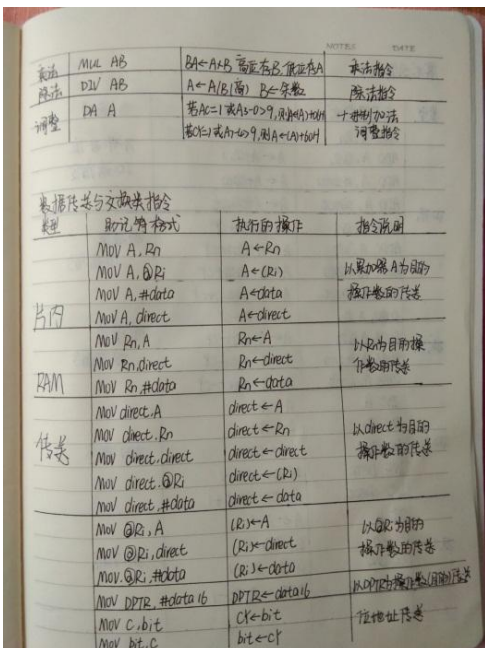 NOTES DATE
乘法 MUL AB BA←A×B 高位存B,低位存A 乘法指令
除法 DIV AB A←A/B(商) B←余数 除法指令
调整 DA A 若AC=1或A3-0>9,则A←(A)+06H 十进制加法
若CY=1或A7-4>9,则A←(A)+60H 调整指令
数据传送与交换类指令
类型 助记符格式 执行的操作 指令说明
MOV A,Rn A←Rn
MOV A,@Ri A←(Ri) 以累加器A为目的
MOV A,#data A←data 操作数的传送
片内 MOV A,direct A←direct
MOV Rn,A Rn←A 以Rn为目的操
MOV Rn,direct Rn←direct 作数的传送
RAM MOV Rn,#data Rn←data
MOV direct,A direct←A
传送 MOV direct,Rn direct←Rn 以direct为目的
MOV direct,direct direct←direct 操作数的传送
MOV direct,@Ri direct←(Ri)
MOV direct,#data direct←data
MOV @Ri,A (Ri)←A 以@Ri为目的
MOV @Ri,direct (Ri)←direct 操作数的传送
MOV,@Ri,#data (Ri)←data
MOV DPTR,#data16 DPTR←data16 以DPTR为操作数(目的)传送
MOV C,bit CY←bit 位地址传送
MOV bit,C bit←CY